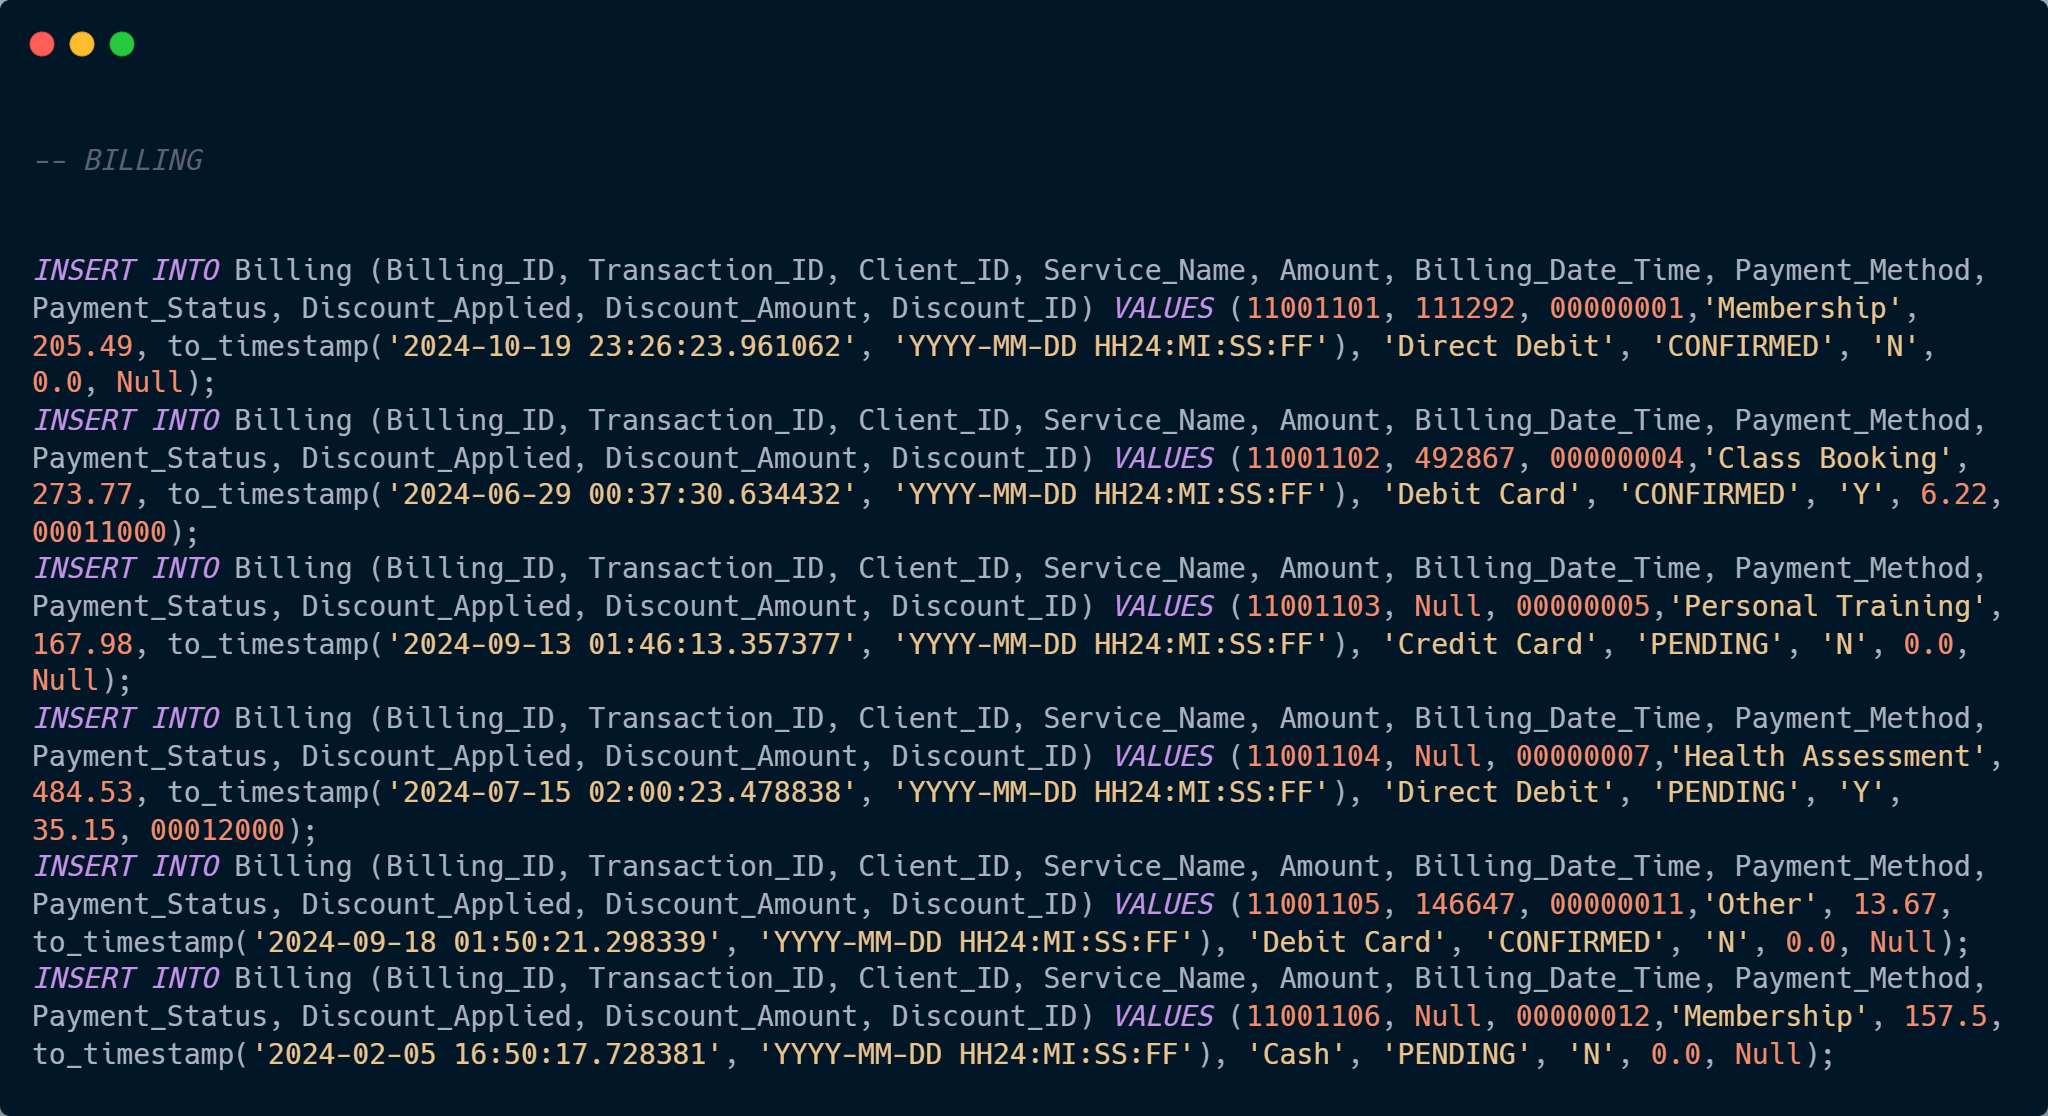 -- BILLING
INSERT INTO Billing (Billing_ID, Transaction_ID, Client_ID, Service_Name, Amount, Billing_Date_Time, Payment_Method,
Payment_Status, Discount_Applied, Discount_Amount, Discount_ID) VALUES (11001101, 111292, 00000001,'Membership',
205.49, to_timestamp('2024-10-19 23:26:23.961062', 'YYYY-MM-DD HH24:MI:SS:FF'), 'Direct Debit', 'CONFIRMED', 'N',
0.0, Null);
INSERT INTO Billing (Billing_ID, Transaction_ID, Client_ID, Service_Name, Amount, Billing_Date_Time, Payment_Method,
Payment_Status, Discount_Applied, Discount_Amount, Discount_ID) VALUES (11001102, 492867, 00000004,'Class Booking',
273.77, to_timestamp('2024-06-29 00:37:30.634432', 'YYYY-MM-DD HH24:MI:SS:FF'), 'Debit Card', 'CONFIRMED', 'Y', 6.22,
00011000);
INSERT INTO Billing (Billing_ID, Transaction_ID, Client_ID, Service_Name, Amount, Billing_Date_Time, Payment_Method,
Payment_Status, Discount_Applied, Discount_Amount, Discount_ID) VALUES (11001103, Null, 00000005,'Personal Training',
167.98, to_timestamp('2024-09-13 01:46:13.357377', 'YYYY-MM-DD HH24:MI:SS:FF'), 'Credit Card', 'PENDING', 'N', 0.0,
Null);
INSERT INTO Billing (Billing_ID, Transaction_ID, Client_ID, Service_Name, Amount, Billing_Date_Time, Payment_Method,
Payment_Status, Discount_Applied, Discount_Amount, Discount_ID) VALUES (11001104, Null, 00000007,'Health Assessment',
484.53, to_timestamp('2024-07-15 02:00:23.478838', 'YYYY-MM-DD HH24:MI:SS:FF'), 'Direct Debit', 'PENDING', 'Y',
35.15, 00012000);
INSERT INTO Billing (Billing_ID, Transaction_ID, Client_ID, Service_Name, Amount, Billing_Date_Time, Payment_Method,
Payment_Status, Discount_Applied, Discount_Amount, Discount_ID) VALUES (11001105, 146647, 00000011,'Other', 13.67,
to_timestamp('2024-09-18 01:50:21.298339', 'YYYY-MM-DD HH24:MI:SS:FF'), 'Debit Card', 'CONFIRMED', 'N', 0.0, Null);
INSERT INTO Billing (Billing_ID, Transaction_ID, Client_ID, Service_Name, Amount, Billing_Date_Time, Payment_Method,
Payment_Status, Discount_Applied, Discount_Amount, Discount_ID) VALUES (11001106, Null, 00000012,'Membership', 157.5,
to_timestamp('2024-02-05 16:50:17.728381', 'YYYY-MM-DD HH24:MI:SS:FF'), 'Cash', 'PENDING', 'N', 0.0, Null);